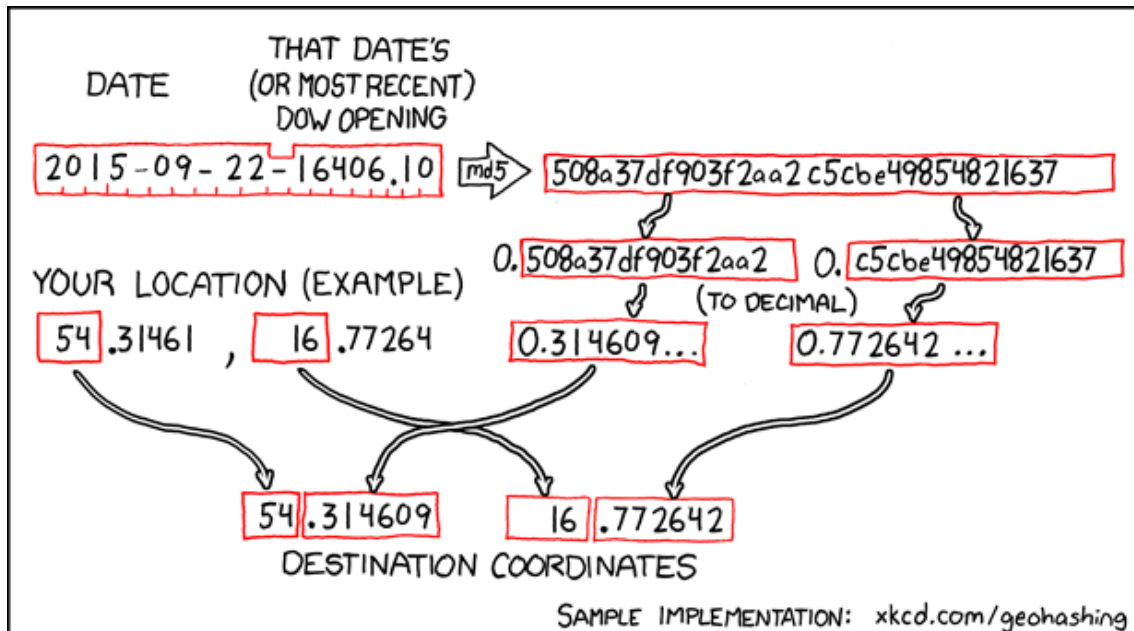 DATE
THAT DATE'S
(OR MOST RECENT)
DOW OPENING
2015-09-22-16406.10
md5
508a37df903f2aa2c5cbe49854821637
0.508a37df903f2aa2
0.c5cbe49854821637
YOUR LOCATION (EXAMPLE)
(TO DECIMAL)
54.31461, 16.77264
0.314609...
0.772642...
54.314609
16.772642
DESTINATION COORDINATES
SAMPLE IMPLEMENTATION: xkcd.com/geohashing